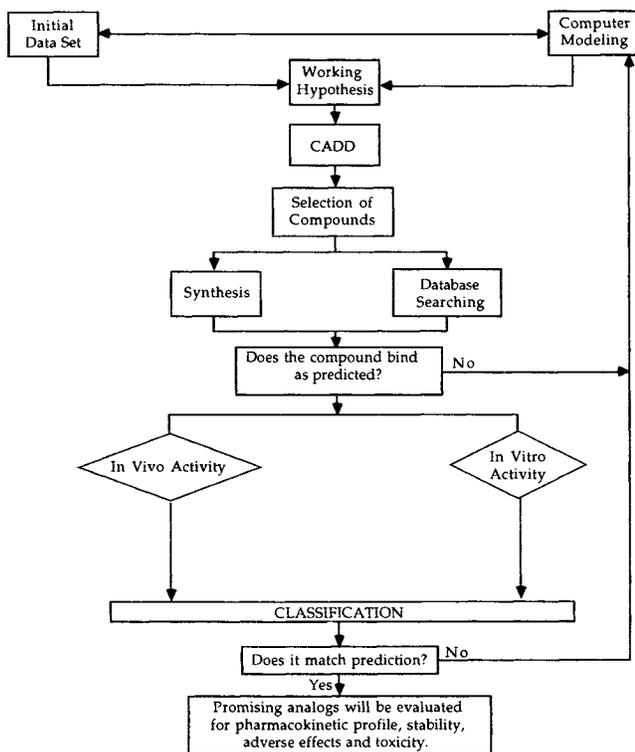 Initial
Data Set
Computer
Modeling
Working
Hypothesis
CADD
Selection of
Compounds
Synthesis
Database
Searching
Does the compound bind
as predicted?
No
In Vivo Activity
In Vitro
Activity
CLASSIFICATION
Does it match prediction?
No
Yes
Promising analogs will be evaluated
for pharmacokinetic profile, stability,
adverse effects and toxicity.